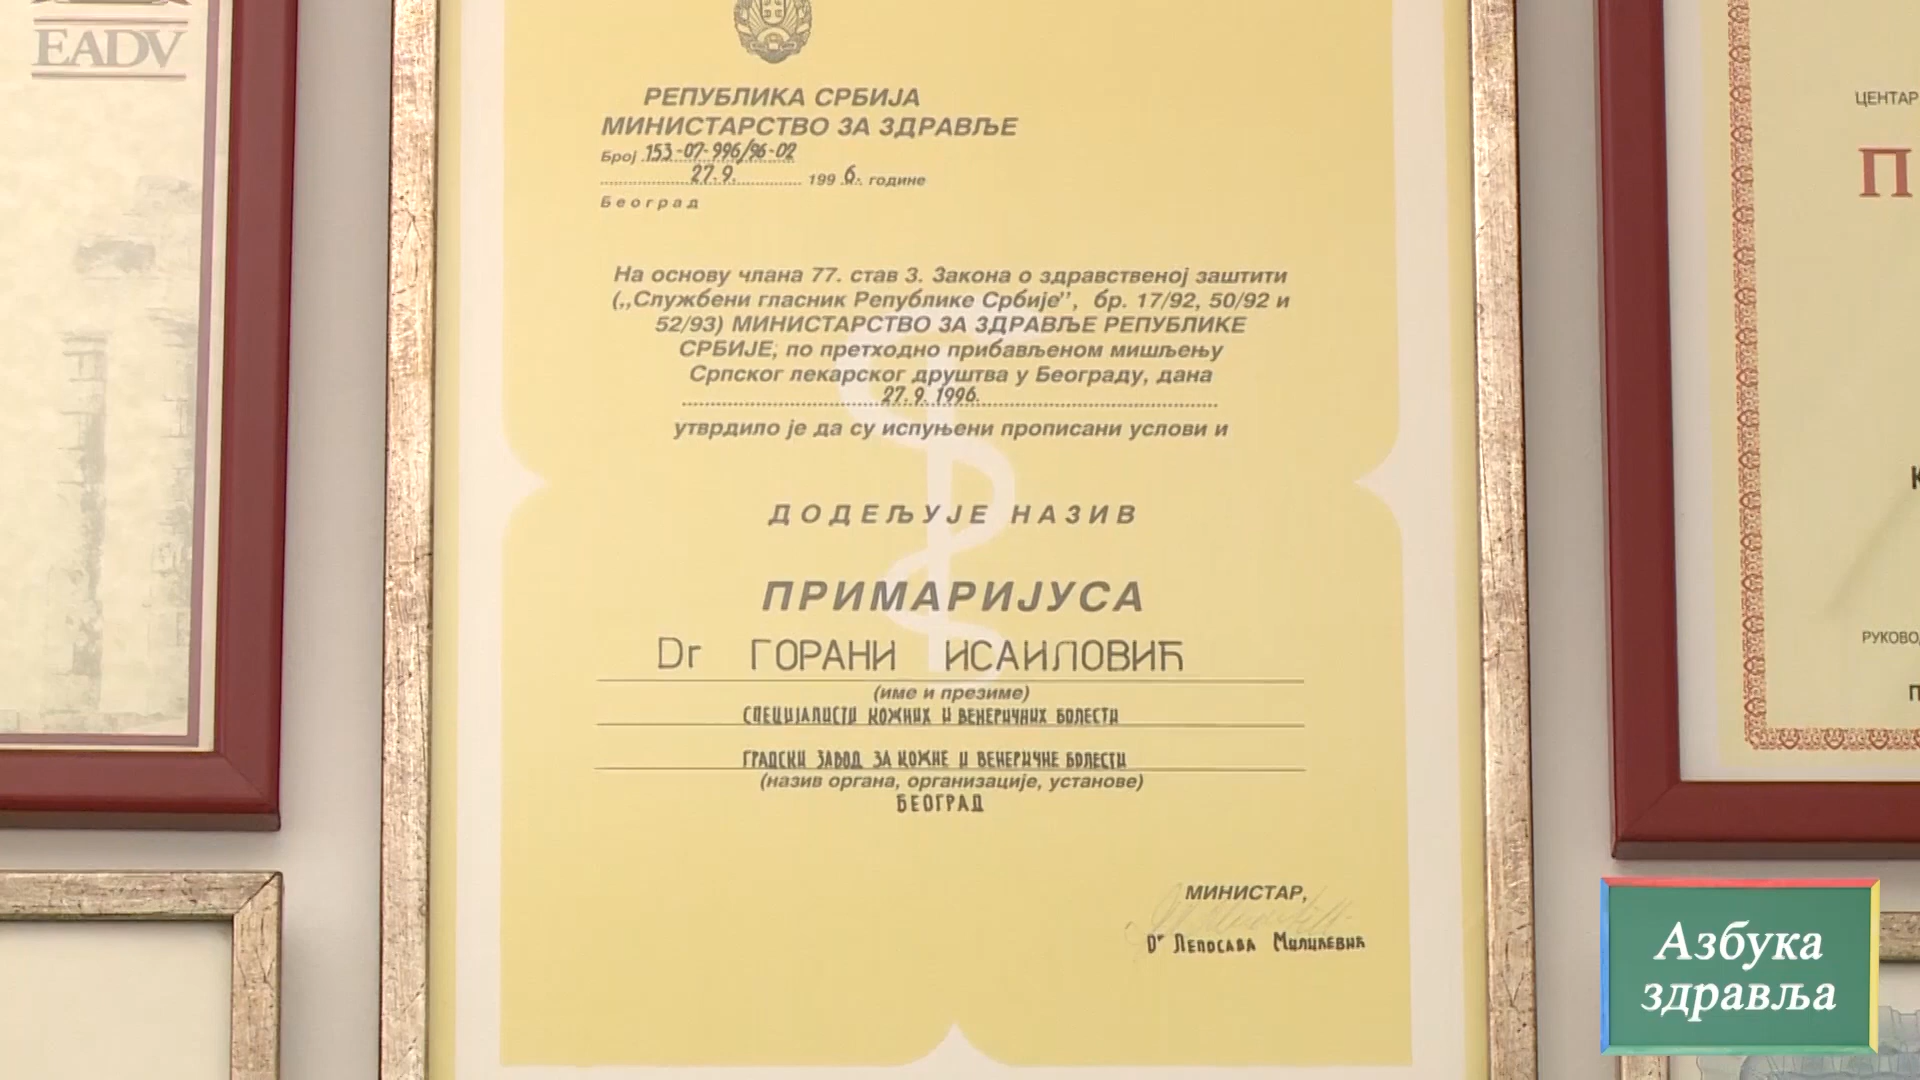 EADV
РЕПУБЛИКА СРБИЈА
МИНИСТАРСТВО ЗА ЗДРАВЉЕ
Број 153-07-996/96-02
27.9. 1996. године
Београд
На основу члана 77. став 3. Закона о здравственој заштити
(„Службени гласник Републике Србије”, бр. 17/92, 50/92 и
52/93) МИНИСТАРСТВО ЗА ЗДРАВЉЕ РЕПУБЛИКЕ
СРБИЈЕ, по претходно прибављеном мишљењу
Српског лекарског друштва у Београду, дана
27.9.1996.
утврдило је да су испуњени прописани услови и
ДОДЕЉУЈЕ НАЗИВ
ПРИМАРИЈУСА
Dr ГОРАНИ ИСАИЛОВИЋ
(име и презиме)
СПЕЦИЈАЛИСТИ КОЖНИХ И ВЕНЕРИЧНИХ БОЛЕСТИ
ГРАДСКИ ЗАВОД ЗА КОЖНЕ И ВЕНЕРИЧНЕ БОЛЕСТИ
(назив органа, организације, установе)
БЕОГРАД
МИНИСТАР,
Dr ЛЕПОСАВА МИЛИЋЕВИЋ
ЦЕНТАР
Азбука
здравља